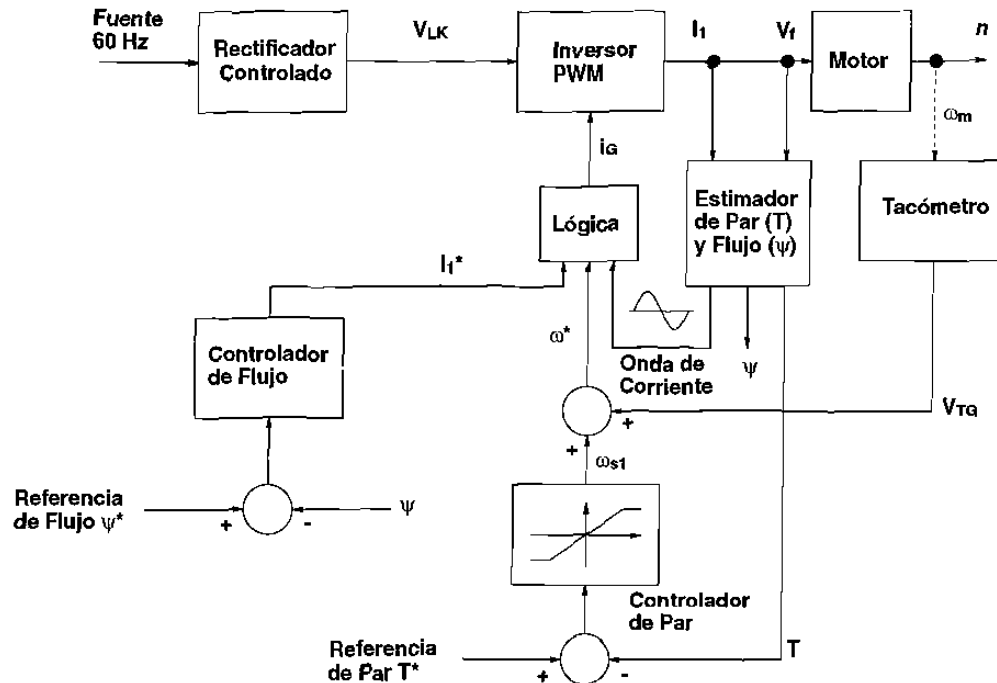 Fuente
60 Hz
Rectificador
Controlado
VLK
Inversor
PWM
I1
Vf
Motor
n
ωm
iG
Lógica
Estimador
de Par (T)
y Flujo (ψ)
Tacómetro
I1*
Controlador
de Flujo
ω*
Onda de
Corriente
ψ
VTG
+
+
ωs1
Referencia
de Flujo ψ*
+
-
ψ
Controlador
de Par
Referencia
de Par T*
+
-
T